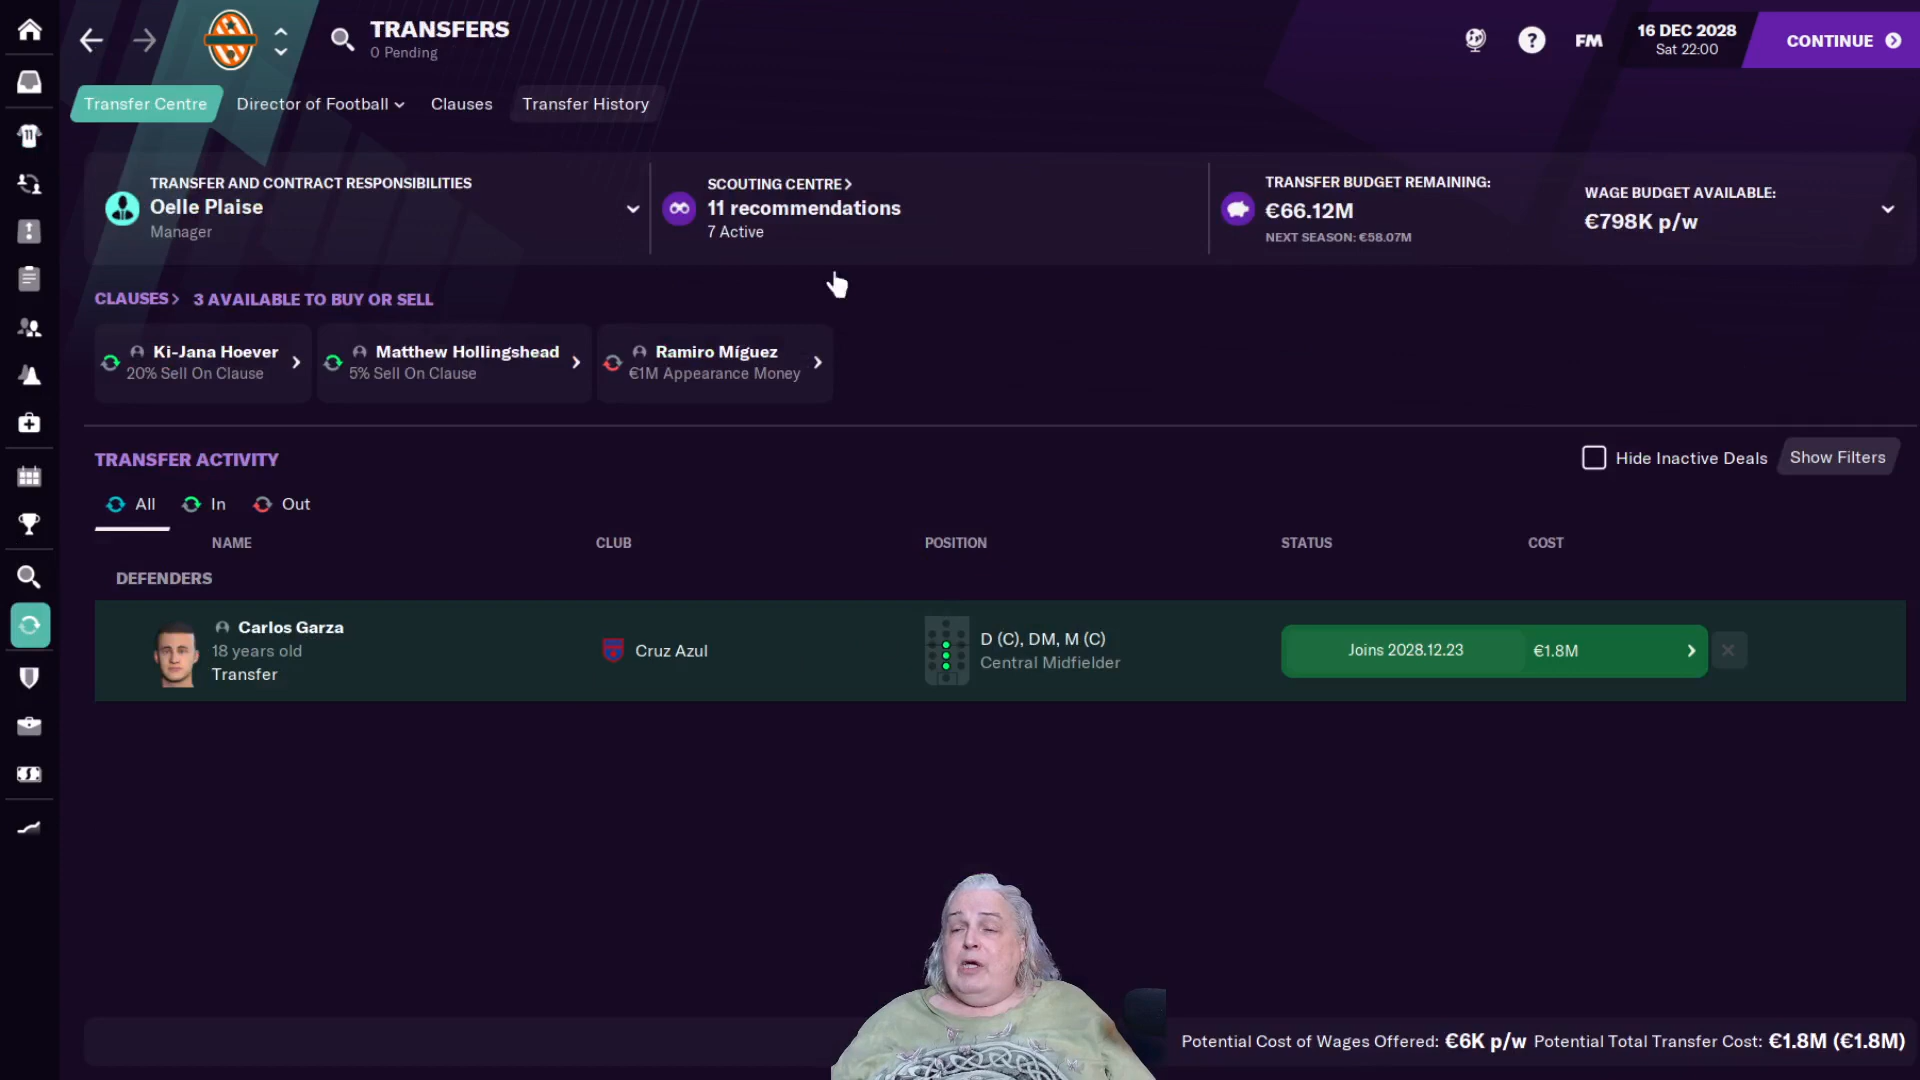 TRANSFERS
0 Pending
FM
16 DEC 2028
Sat 22:00
CONTINUE
Transfer Centre
Director of Football
Clauses
Transfer History
TRANSFER AND CONTRACT RESPONSIBILITIES
Oelle Plaise
Manager
SCOUTING CENTRE>
11 recommendations
7 Active
TRANSFER BUDGET REMAINING:
€66.12M
NEXT SEASON: €58.07M
WAGE BUDGET AVAILABLE:
€798K p/w
CLAUSES> 3 AVAILABLE TO BUY OR SELL
Ki-Jana Hoever
20% Sell On Clause
Matthew Hollingshead
5% Sell On Clause
Ramiro Míguez
€1M Appearance Money
TRANSFER ACTIVITY
Hide Inactive Deals
Show Filters
All
In
Out
NAME CLUB POSITION STATUS COST
DEFENDERS
Carlos Garza
18 years old
Transfer
Cruz Azul
D (C), DM, M (C)
Central Midfielder
Joins 2028.12.23
€1.8M
Potential Cost of Wages Offered: €6K p/w Potential Total Transfer Cost: €1.8M (€1.8M)